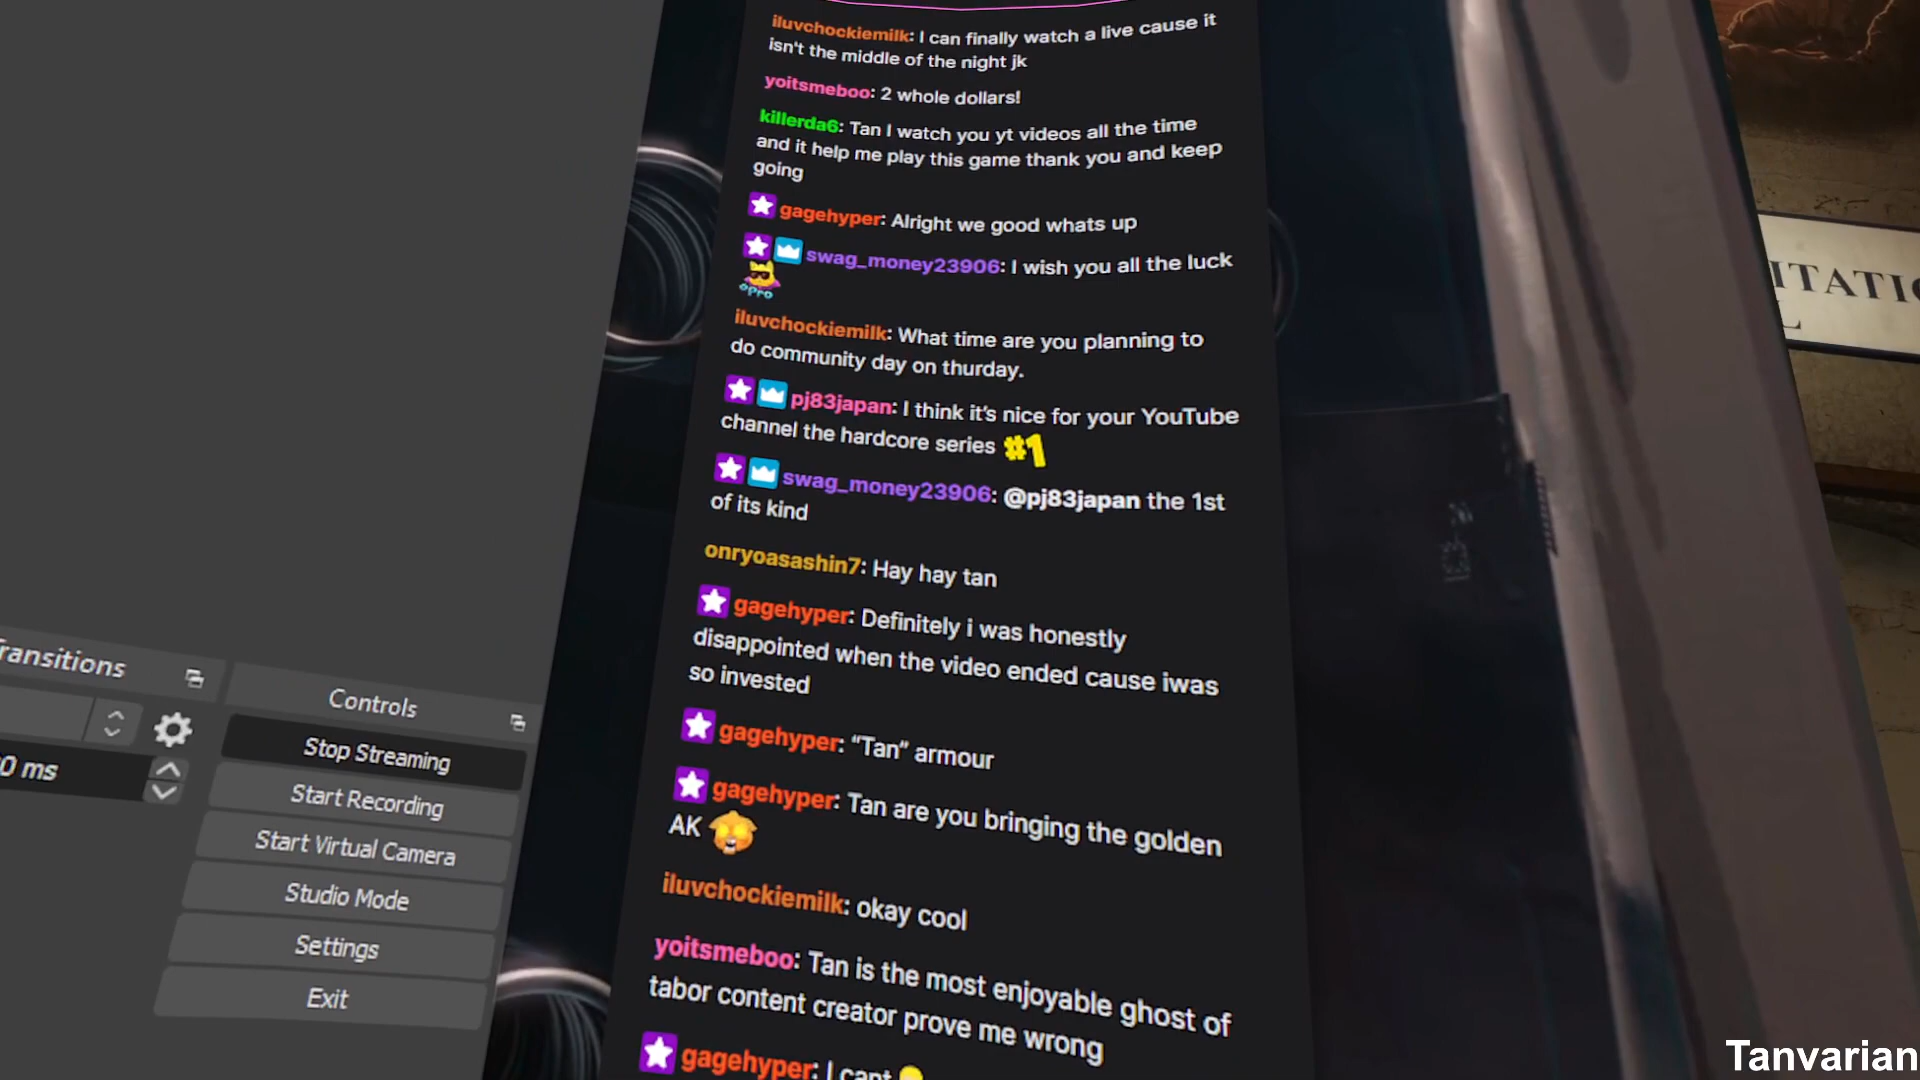 iluvchockiemilk: I can finally watch a live cause it
isn't the middle of the night jk
yoitsmeboo: 2 whole dollars!
killerda6: Tan I watch you yt videos all the time
and it help me play this game thank you and keep
going
gagehyper: Alright we good whats up
swag_money23906: I wish you all the luck
iluvchockiemilk: What time are you planning to
do community day on thurday.
pj83japan: I think it's nice for your YouTube
channel the hardcore series #1
swag_money23906: @pj83japan the 1st
of its kind
onryoasashin7: Hay hay tan
gagehyper: Definitely i was honestly
disappointed when the video ended cause iwas
so invested
gagehyper: “Tan” armour
gagehyper: Tan are you bringing the golden
AK
iluvchockiemilk: okay cool
yoitsmeboo: Tan is the most enjoyable ghost of
tabor content creator prove me wrong
gagehyper: I cant
ransitions
0 ms
Controls
Stop Streaming
Start Recording
Start Virtual Camera
Studio Mode
Settings
Exit
Tanvarian